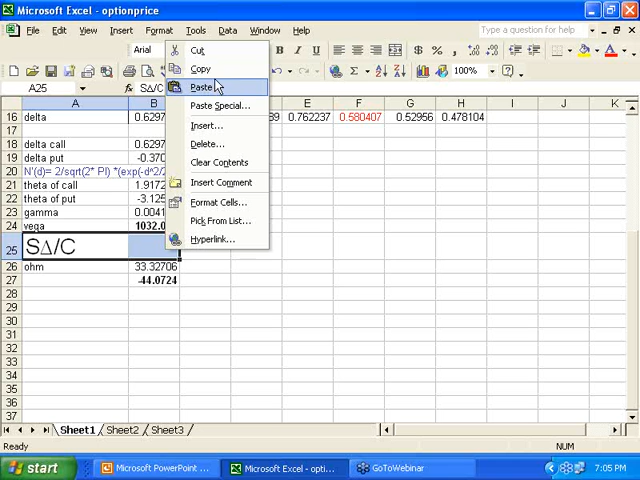 Microsoft Excel - optionprice
File Edit View Insert Format Tools Data Window Help
Type a question for help
Arial
100%
A25
SΔ/C
Cut
Copy
Paste
Paste Special...
Insert...
Delete...
Clear Contents
Insert Comment
Format Cells...
Pick From List...
Hyperlink...
A B E F G H I J K
16 delta 0.6297 0.762237 0.580407 0.52956 0.478104
17
18 delta call 0.6297
19 delta put -0.370
20 N'(d)= 2/sqrt(2* PI) *(exp(-d^2/2
21 theta of call 1.9172
22 theta of put -3.125
23 gamma 0.0041
24 vega 1032.0
25 SΔ/C
26 ohm 33.32706
27 -44.0724
28
29
30
31
32
33
34
35
36
37
Sheet1 Sheet2 Sheet3
Ready
NUM
start
Microsoft PowerPoint ...
Microsoft Excel - opti...
GoToWebinar
7:05 PM